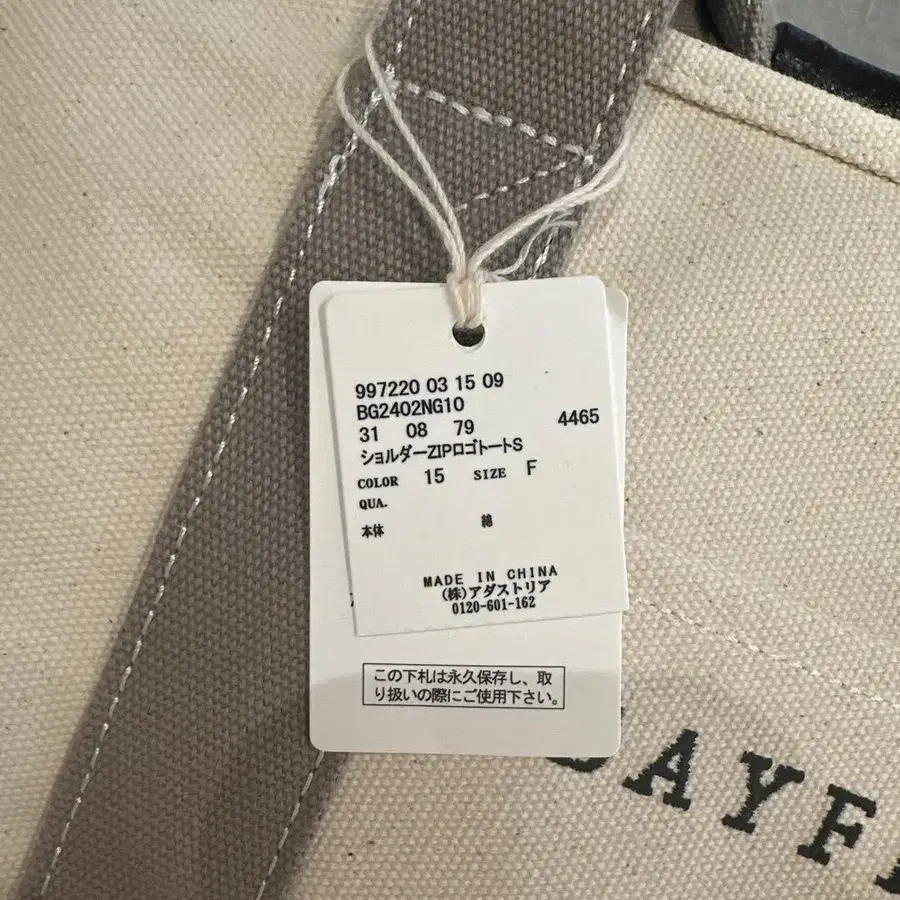 997220 03 15 09
BG2402NG10
31 08 79 4465
ショルダーZIPロゴトートS
COLOR 15 SIZE F
QUA.
本体 綿
MADE IN CHINA
(株)アダストリア
0120-601-162
この下札は永久保存し、取
り扱いの際にご使用下さい。